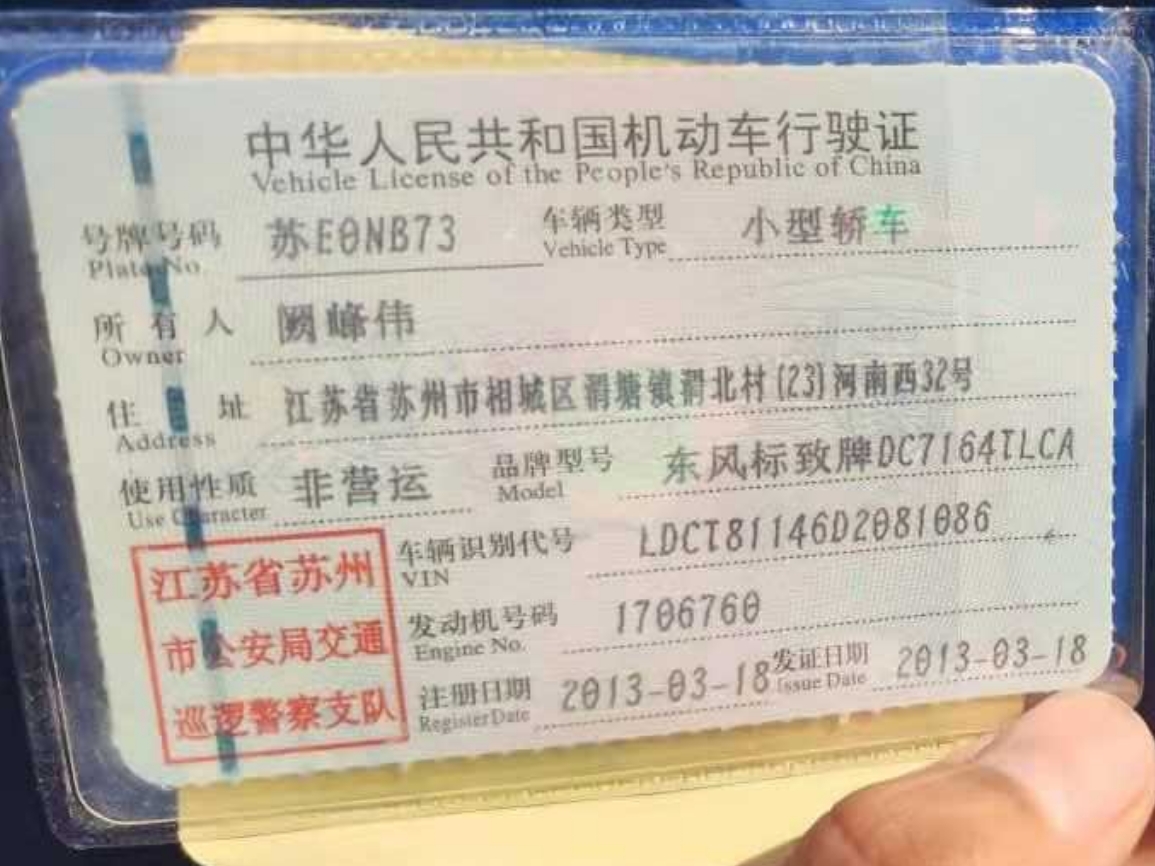 中华人民共和国机动车行驶证
Vehicle License of the People's Republic of China
号牌号码 苏E0NB73 车辆类型 小型轿车
Plate No Vehicle Type
所有人 阙峰伟
Owner
住址 江苏省苏州市相城区渭塘镇渭北村(23)河南西32号
Address
使用性质 非营运 品牌型号 东风标致牌DC7164TLCA
Use Character Model
江苏省苏州
市公安局交通
巡逻警察支队
车辆识别代号 LDCT81146D2081086
VIN
发动机号码 1706760
Engine No.
注册日期 2013-03-18 发证日期 2013-03-18
Register Date Issue Date